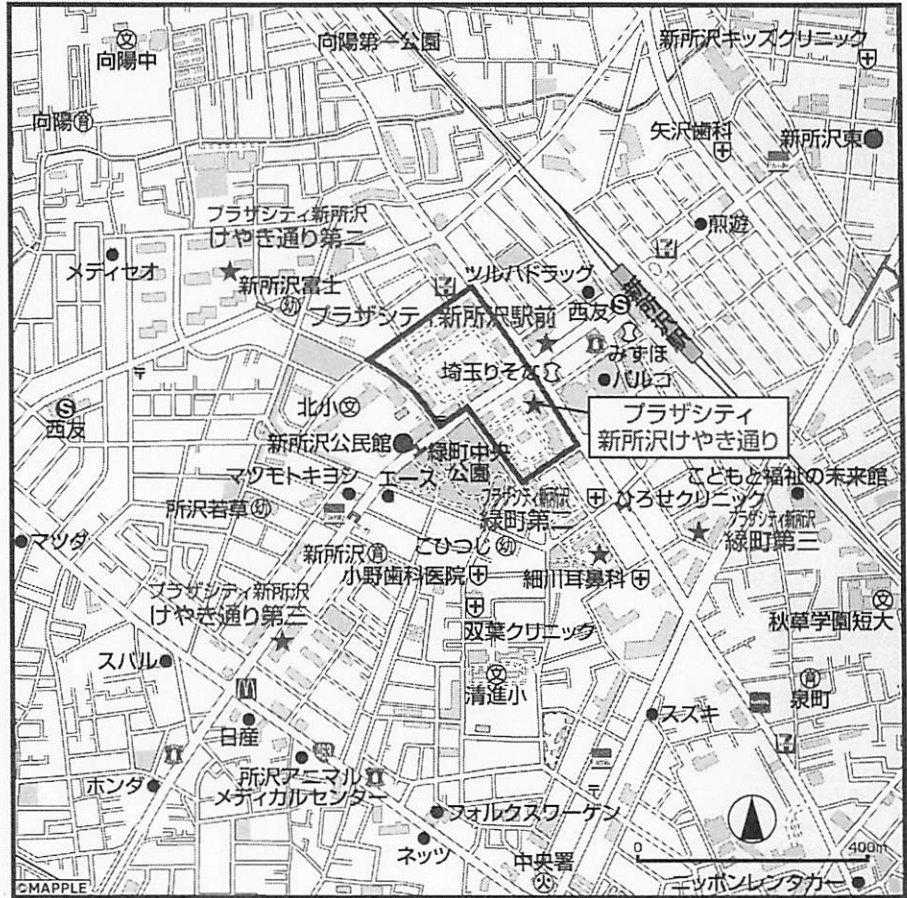 向陽中
向陽第一公園
新所沢キッズクリニック
向陽
矢沢歯科
新所沢東
プラザシティ新所沢
けやき通り第二
煎遊
メディセオ
新所沢富士
ツルハドラッグ
西友
新所沢駅
プラザシティ新所沢駅前
みずほ
埼玉りそな
パルコ
西友
北小
プラザシティ
新所沢けやき通り
新所沢公民館
緑町中央
公園
マツモトキヨシ
エース
こどもと福祉の未来館
所沢若草
プラザシティ新所沢
緑町第二
ひろせクリニック
プラザシティ新所沢
緑町第三
マツダ
新所沢
こひつじ
小野歯科医院
細川耳鼻科
プラザシティ新所沢
けやき通り第三
双葉クリニック
秋草学園短大
スバル
清進小
泉町
日産
スズキ
ホンダ
所沢アニマル
メディカルセンター
フォルクスワーゲン
ネッツ
中央署
0 400m
ニッポンレンタカー
©MAPPLE